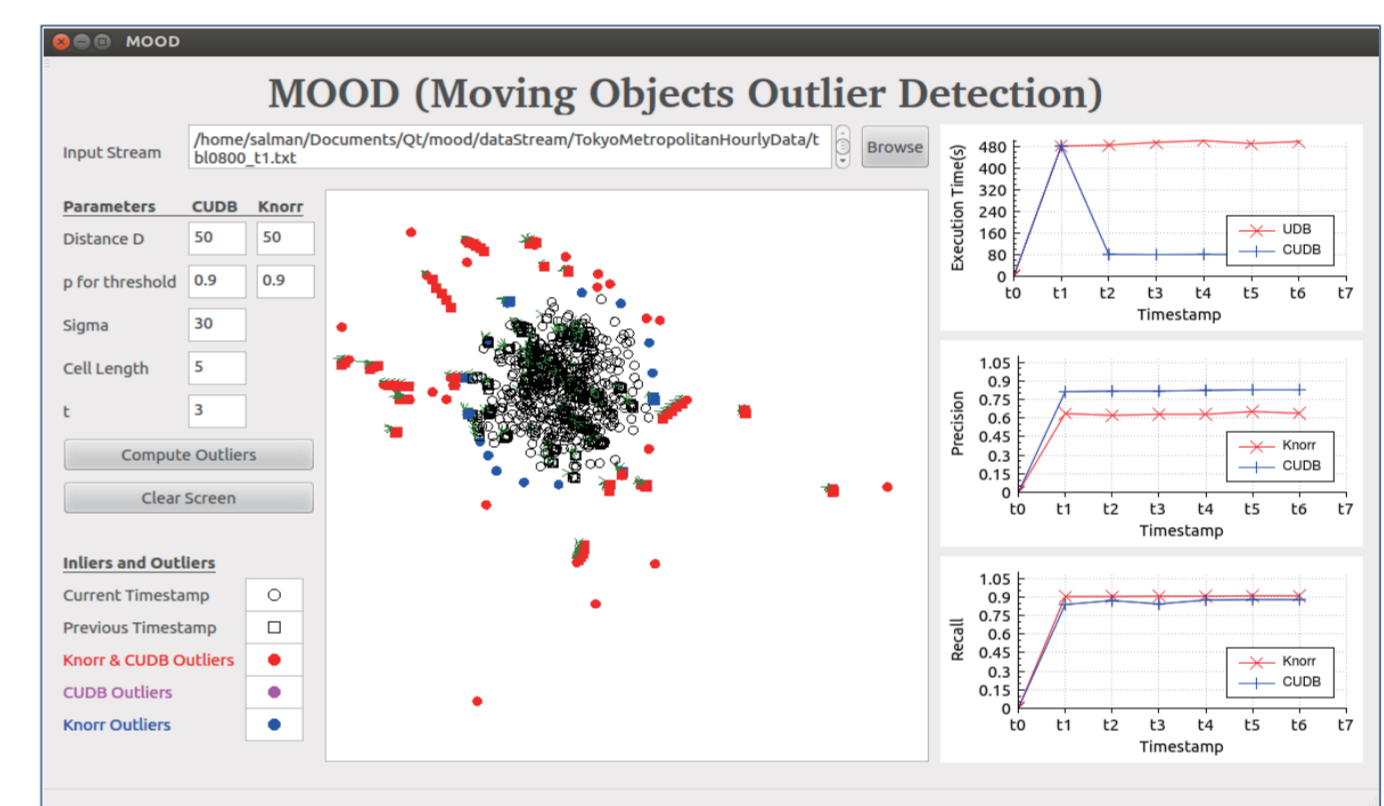 MOOD
MOOD (Moving Objects Outlier Detection)
Input Stream
/home/salman/Documents/Qt/mood/dataStream/TokyoMetropolitanHourlyData/t
bl0800_t1.txt
Browse
Parameters CUDB Knorr
Distance D 50 50
p for threshold 0.9 0.9
Sigma 30
Cell Length 5
t 3
Compute Outliers
Clear Screen
Inliers and Outliers
Current Timestamp
Previous Timestamp
Knorr & CUDB Outliers
CUDB Outliers
Knorr Outliers
Execution Time(s)
480
400
320
240
160
80
0
UDB
CUDB
t0 t1 t2 t3 t4 t5 t6 t7
Timestamp
Precision
1.05
0.9
0.75
0.6
0.45
0.3
0.15
0
Knorr
CUDB
t0 t1 t2 t3 t4 t5 t6 t7
Timestamp
Recall
1.05
0.9
0.75
0.6
0.45
0.3
0.15
0
Knorr
CUDB
t0 t1 t2 t3 t4 t5 t6 t7
Timestamp